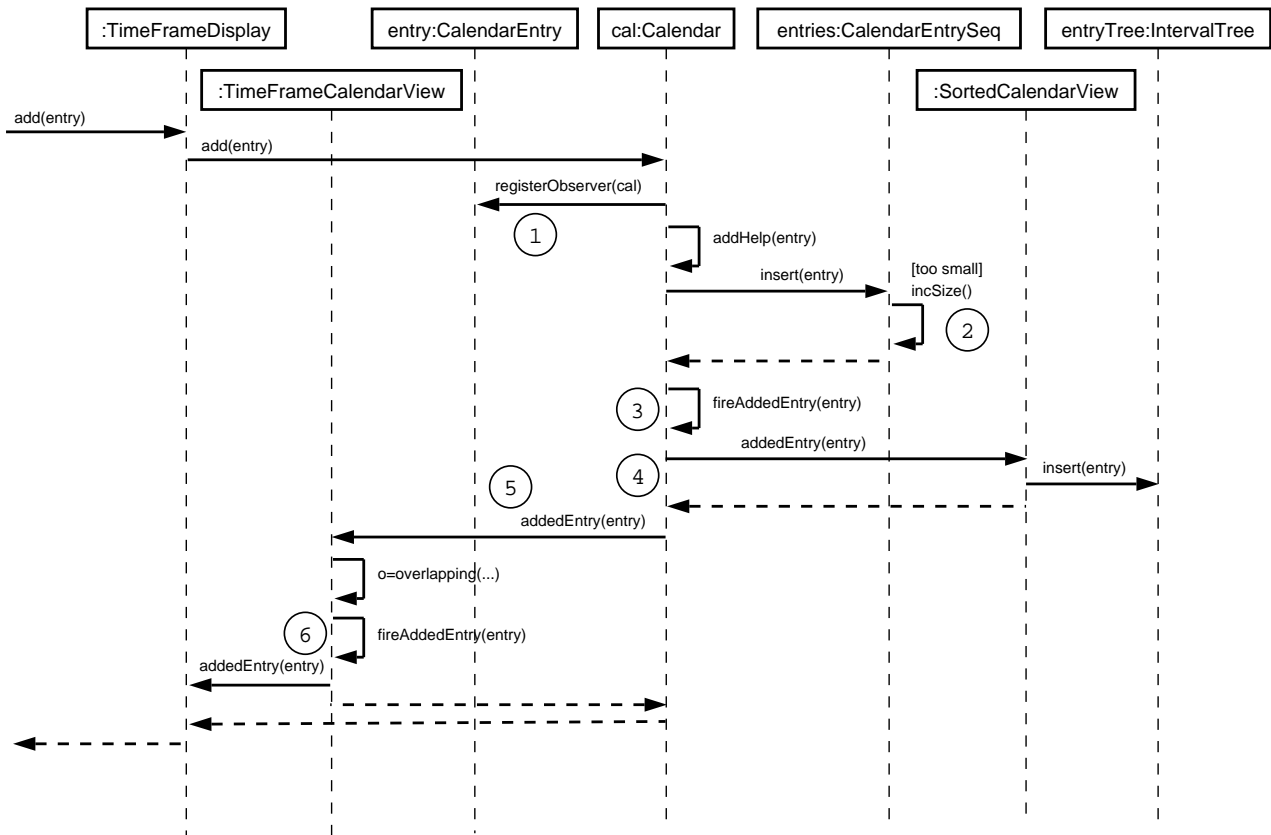 :TimeFrameDisplay
entry:CalendarEntry
cal:Calendar
entries:CalendarEntrySeq
entryTree:IntervalTree
:TimeFrameCalendarView
:SortedCalendarView
add(entry)
add(entry)
registerObserver(cal)
1
addHelp(entry)
insert(entry)
[too small]
incSize()
2
3
fireAddedEntry(entry)
addedEntry(entry)
4
insert(entry)
5
addedEntry(entry)
o=overlapping(...)
6
fireAddedEntry(entry)
addedEntry(entry)